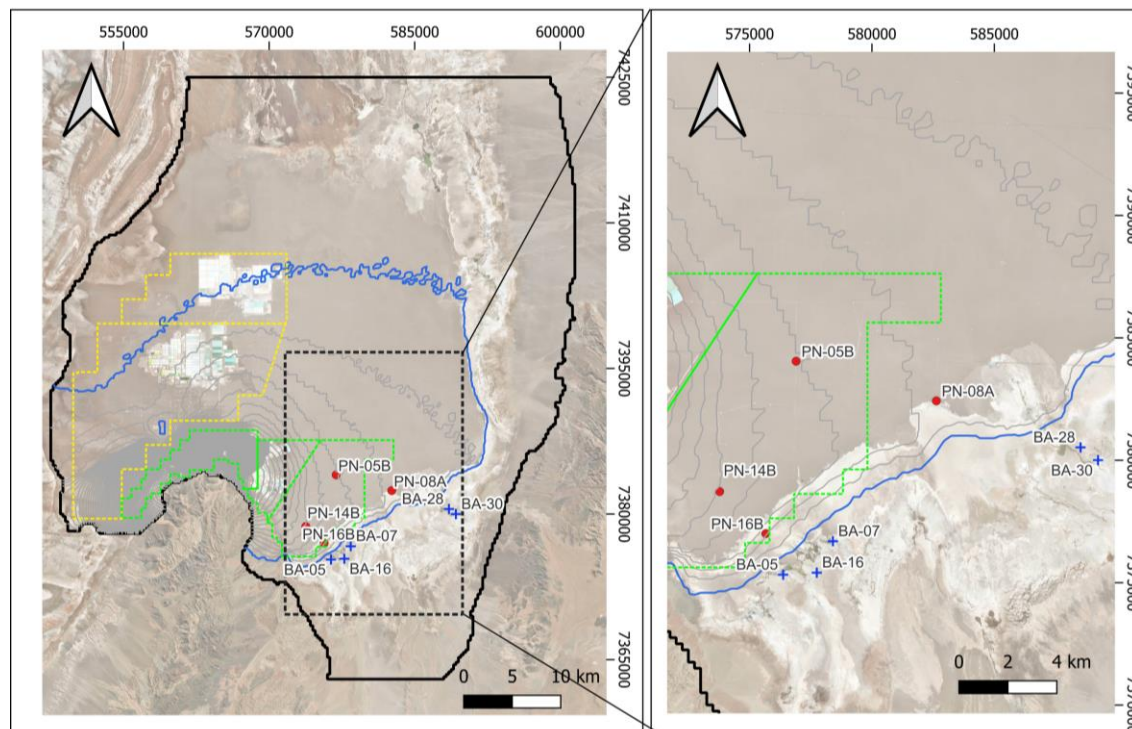 555000 570000 585000 600000
7425000
7410000
7395000
7380000
7365000
PN-05B
PN-08A
BA-28
BA-30
PN-14B
PN-16B
BA-07
BA-05
BA-16
0 5 10 km
575000 580000 585000
PN-05B
PN-08A
BA-28
BA-30
PN-14B
PN-16B
BA-07
BA-05
BA-16
0 2 4 km